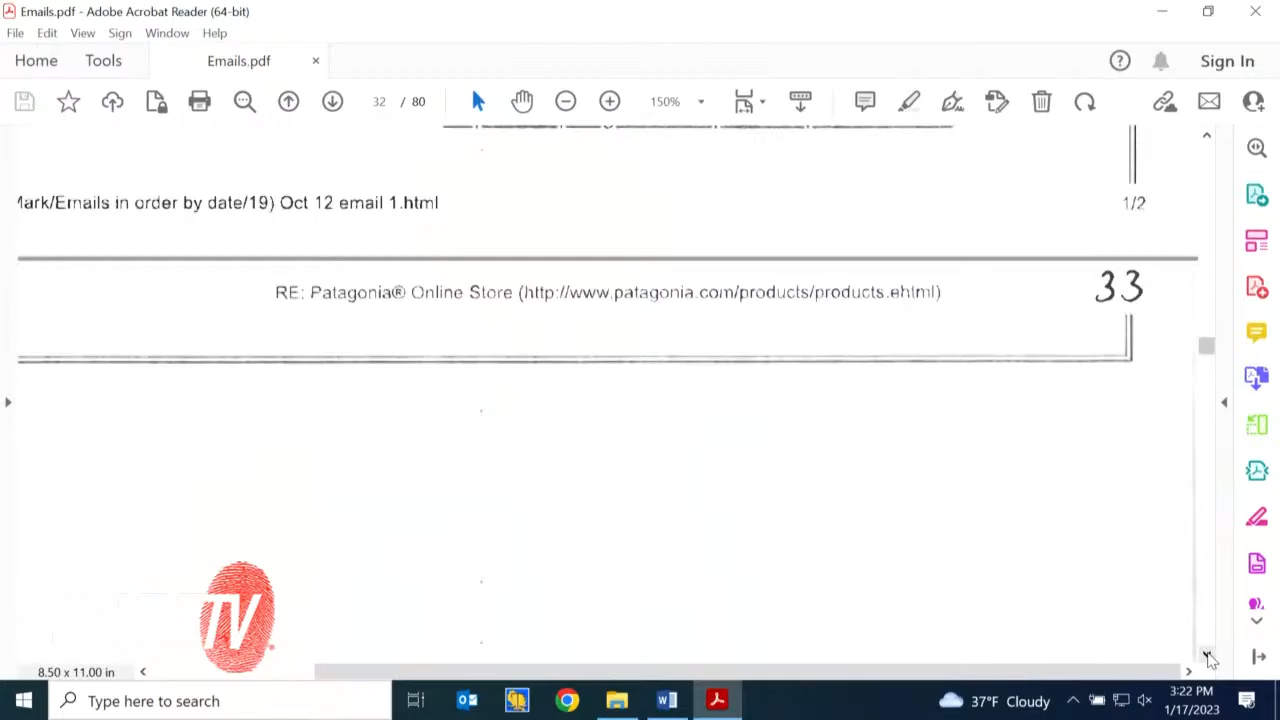 Emails.pdf - Adobe Acrobat Reader (64-bit)
File Edit View Sign Window Help
Home Tools Emails.pdf × Sign In
32 / 80 150%
Mark/Emails in order by date/19) Oct 12 email 1.html 1/2
RE: Patagonia® Online Store (http://www.patagonia.com/products/products.ehtml) 33
TV
8.50 x 11.00 in
Type here to search 37°F Cloudy 3:22 PM
1/17/2023